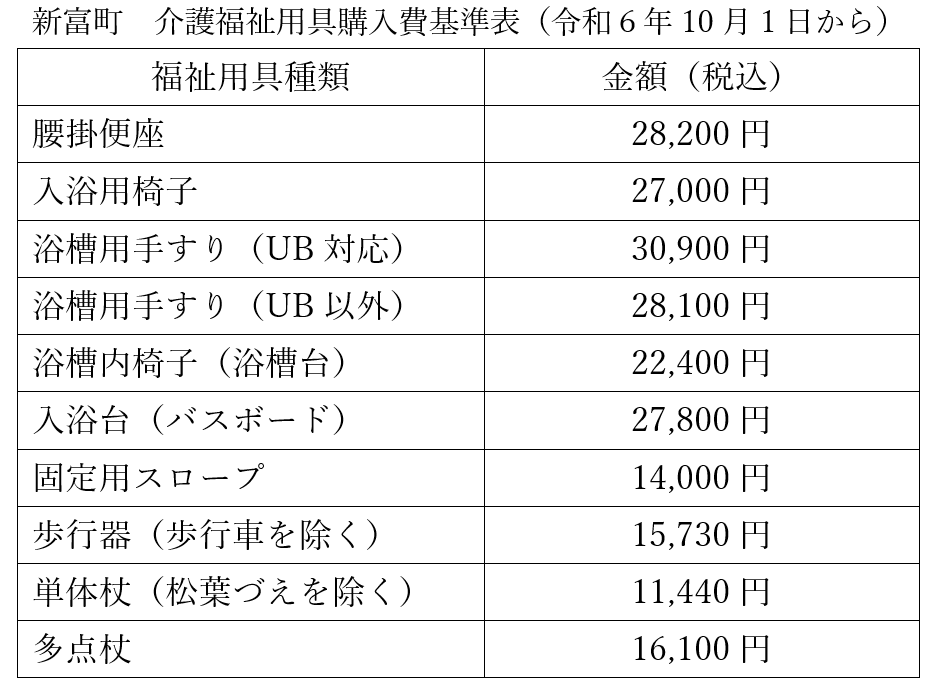 新富町　介護福祉用具購入費基準表（令和６年 10 月 1 日から）
福祉用具種類 金額（税込）
腰掛便座 28,200 円
入浴用椅子 27,000 円
浴槽用手すり（UB 対応） 30,900 円
浴槽用手すり（UB 以外） 28,100 円
浴槽内椅子（浴槽台） 22,400 円
入浴台（バスボード） 27,800 円
固定用スロープ 14,000 円
歩行器（歩行車を除く） 15,730 円
単体杖（松葉づえを除く） 11,440 円
多点杖 16,100 円